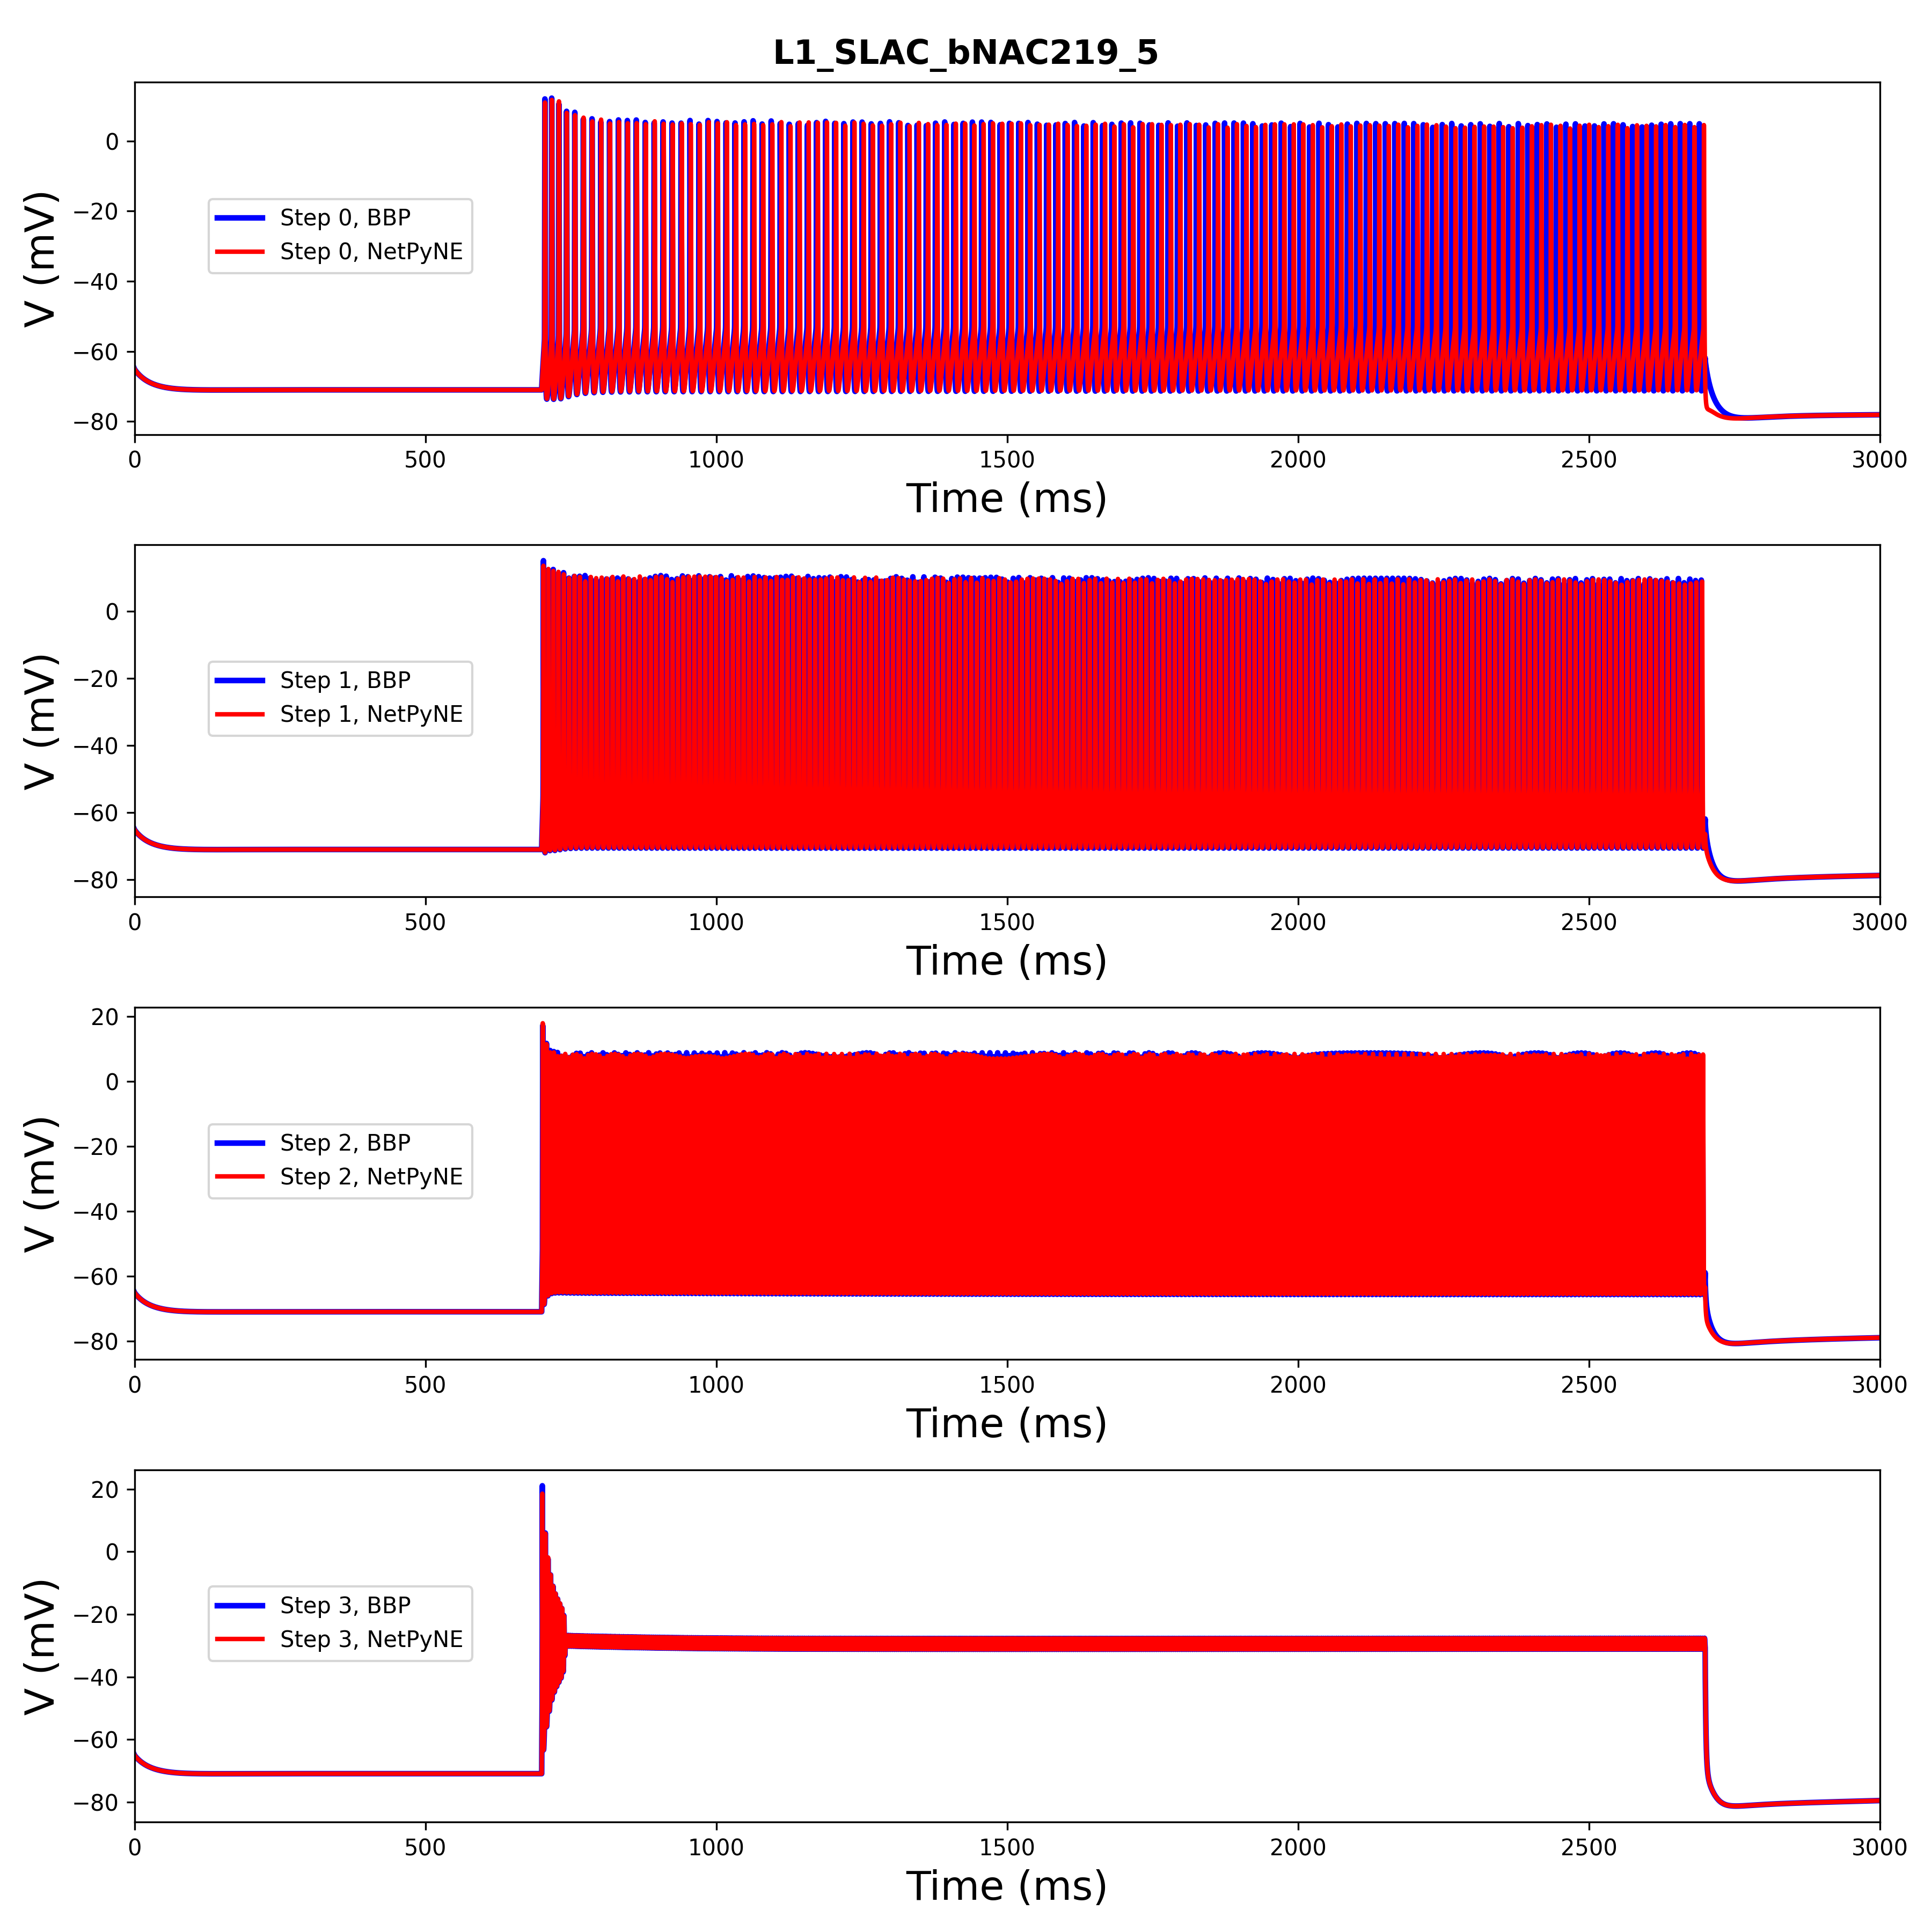 L1_SLAC_bNAC219_5
0
−20
−40
−60
−80
V (mV)
Step 0, BBP
Step 0, NetPyNE
0 500 1000 1500 2000 2500 3000
Time (ms)
0
−20
−40
−60
−80
V (mV)
Step 1, BBP
Step 1, NetPyNE
0 500 1000 1500 2000 2500 3000
Time (ms)
20
0
−20
−40
−60
−80
V (mV)
Step 2, BBP
Step 2, NetPyNE
0 500 1000 1500 2000 2500 3000
Time (ms)
20
0
−20
−40
−60
−80
V (mV)
Step 3, BBP
Step 3, NetPyNE
0 500 1000 1500 2000 2500 3000
Time (ms)